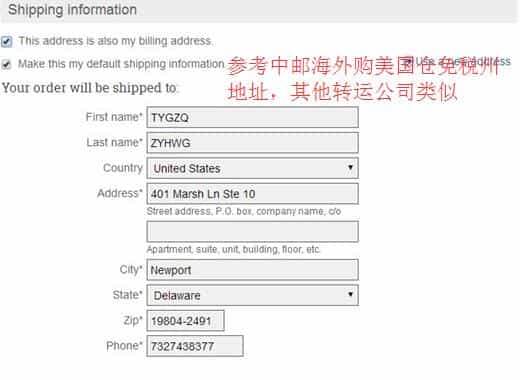 Shipping information
This address is also my billing address.
Make this my default shipping information
Use a new address
参考中邮海外购美国仓免税州
地址，其他转运公司类似
Your order will be shipped to:
First name* TYGZQ
Last name* ZYHWG
Country United States
Address* 401 Marsh Ln Ste 10
Street address, P.O. box, company name, c/o
Apartment, suite, unit, building, floor, etc.
City* Newport
State* Delaware
Zip* 19804-2491
Phone* 7327438377